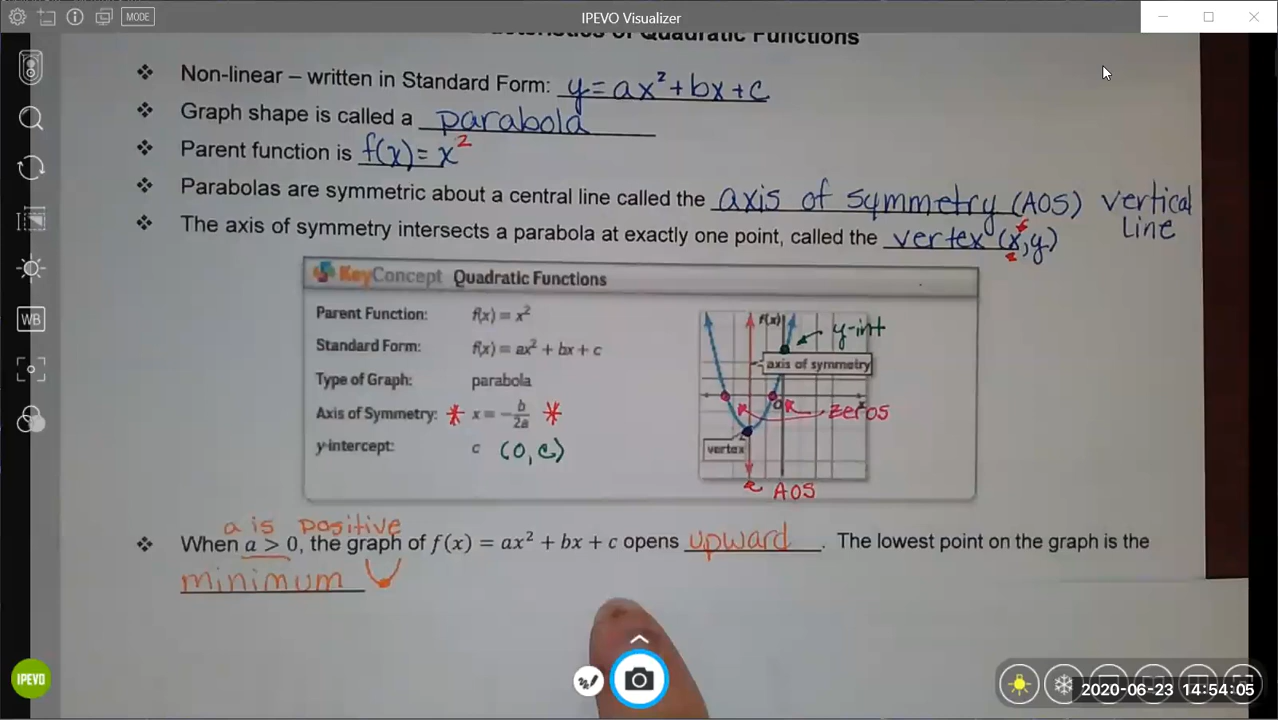 MODE
IPEVO Visualizer
Characteristics of Quadratic Functions
❖ Non-linear – written in Standard Form: y = ax² + bx + c
❖ Graph shape is called a parabola
❖ Parent function is f(x) = x²
❖ Parabolas are symmetric about a central line called the axis of symmetry (AOS) vertical
line
❖ The axis of symmetry intersects a parabola at exactly one point, called the vertex (x,y)
KeyConcept Quadratic Functions
Parent Function: f(x) = x²
Standard Form: f(x) = ax² + bx + c
Type of Graph: parabola
Axis of Symmetry: * x = -b/2a *
y-intercept: c (0, c)
f(x)
y-int
axis of symmetry
O
x
zeros
vertex
AOS
a is positive
❖ When a > 0, the graph of f(x) = ax² + bx + c opens upward. The lowest point on the graph is the
minimum
WB
IPEVO
2020-06-23 14:54:05